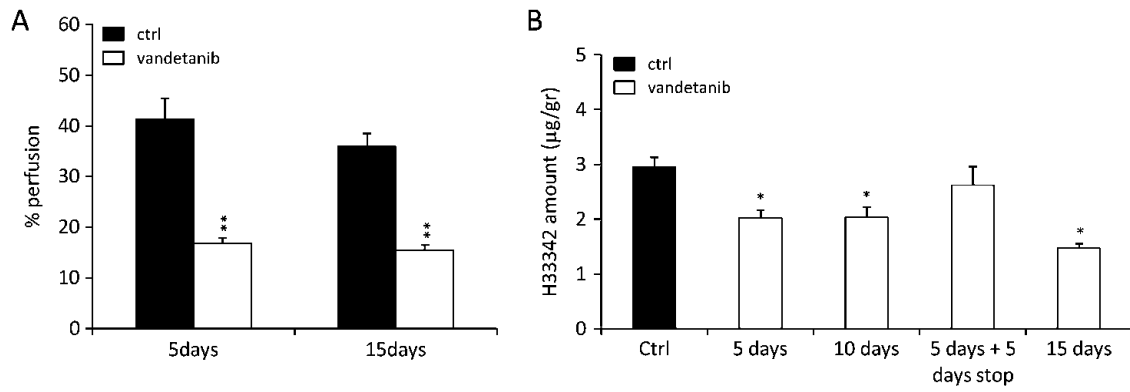 A
60
50
40
30
20
10
0
% perfusion
ctrl
vandetanib
**
**
5days
15days
B
5
4
3
2
1
0
H33342 amount (µg/gr)
ctrl
vandetanib
*
*
*
Ctrl
5 days
10 days
5 days + 5
days stop
15 days